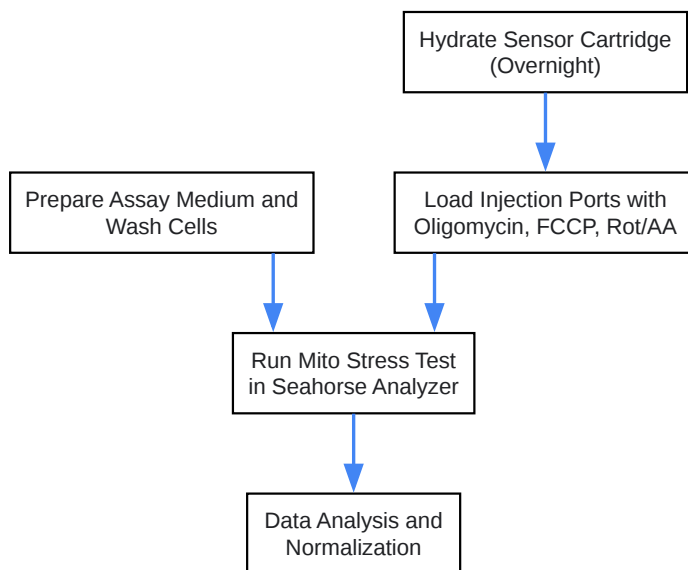 Hydrate Sensor Cartridge
(Overnight)
Prepare Assay Medium and
Wash Cells
Load Injection Ports with
Oligomycin, FCCP, Rot/AA
Run Mito Stress Test
in Seahorse Analyzer
Data Analysis and
Normalization